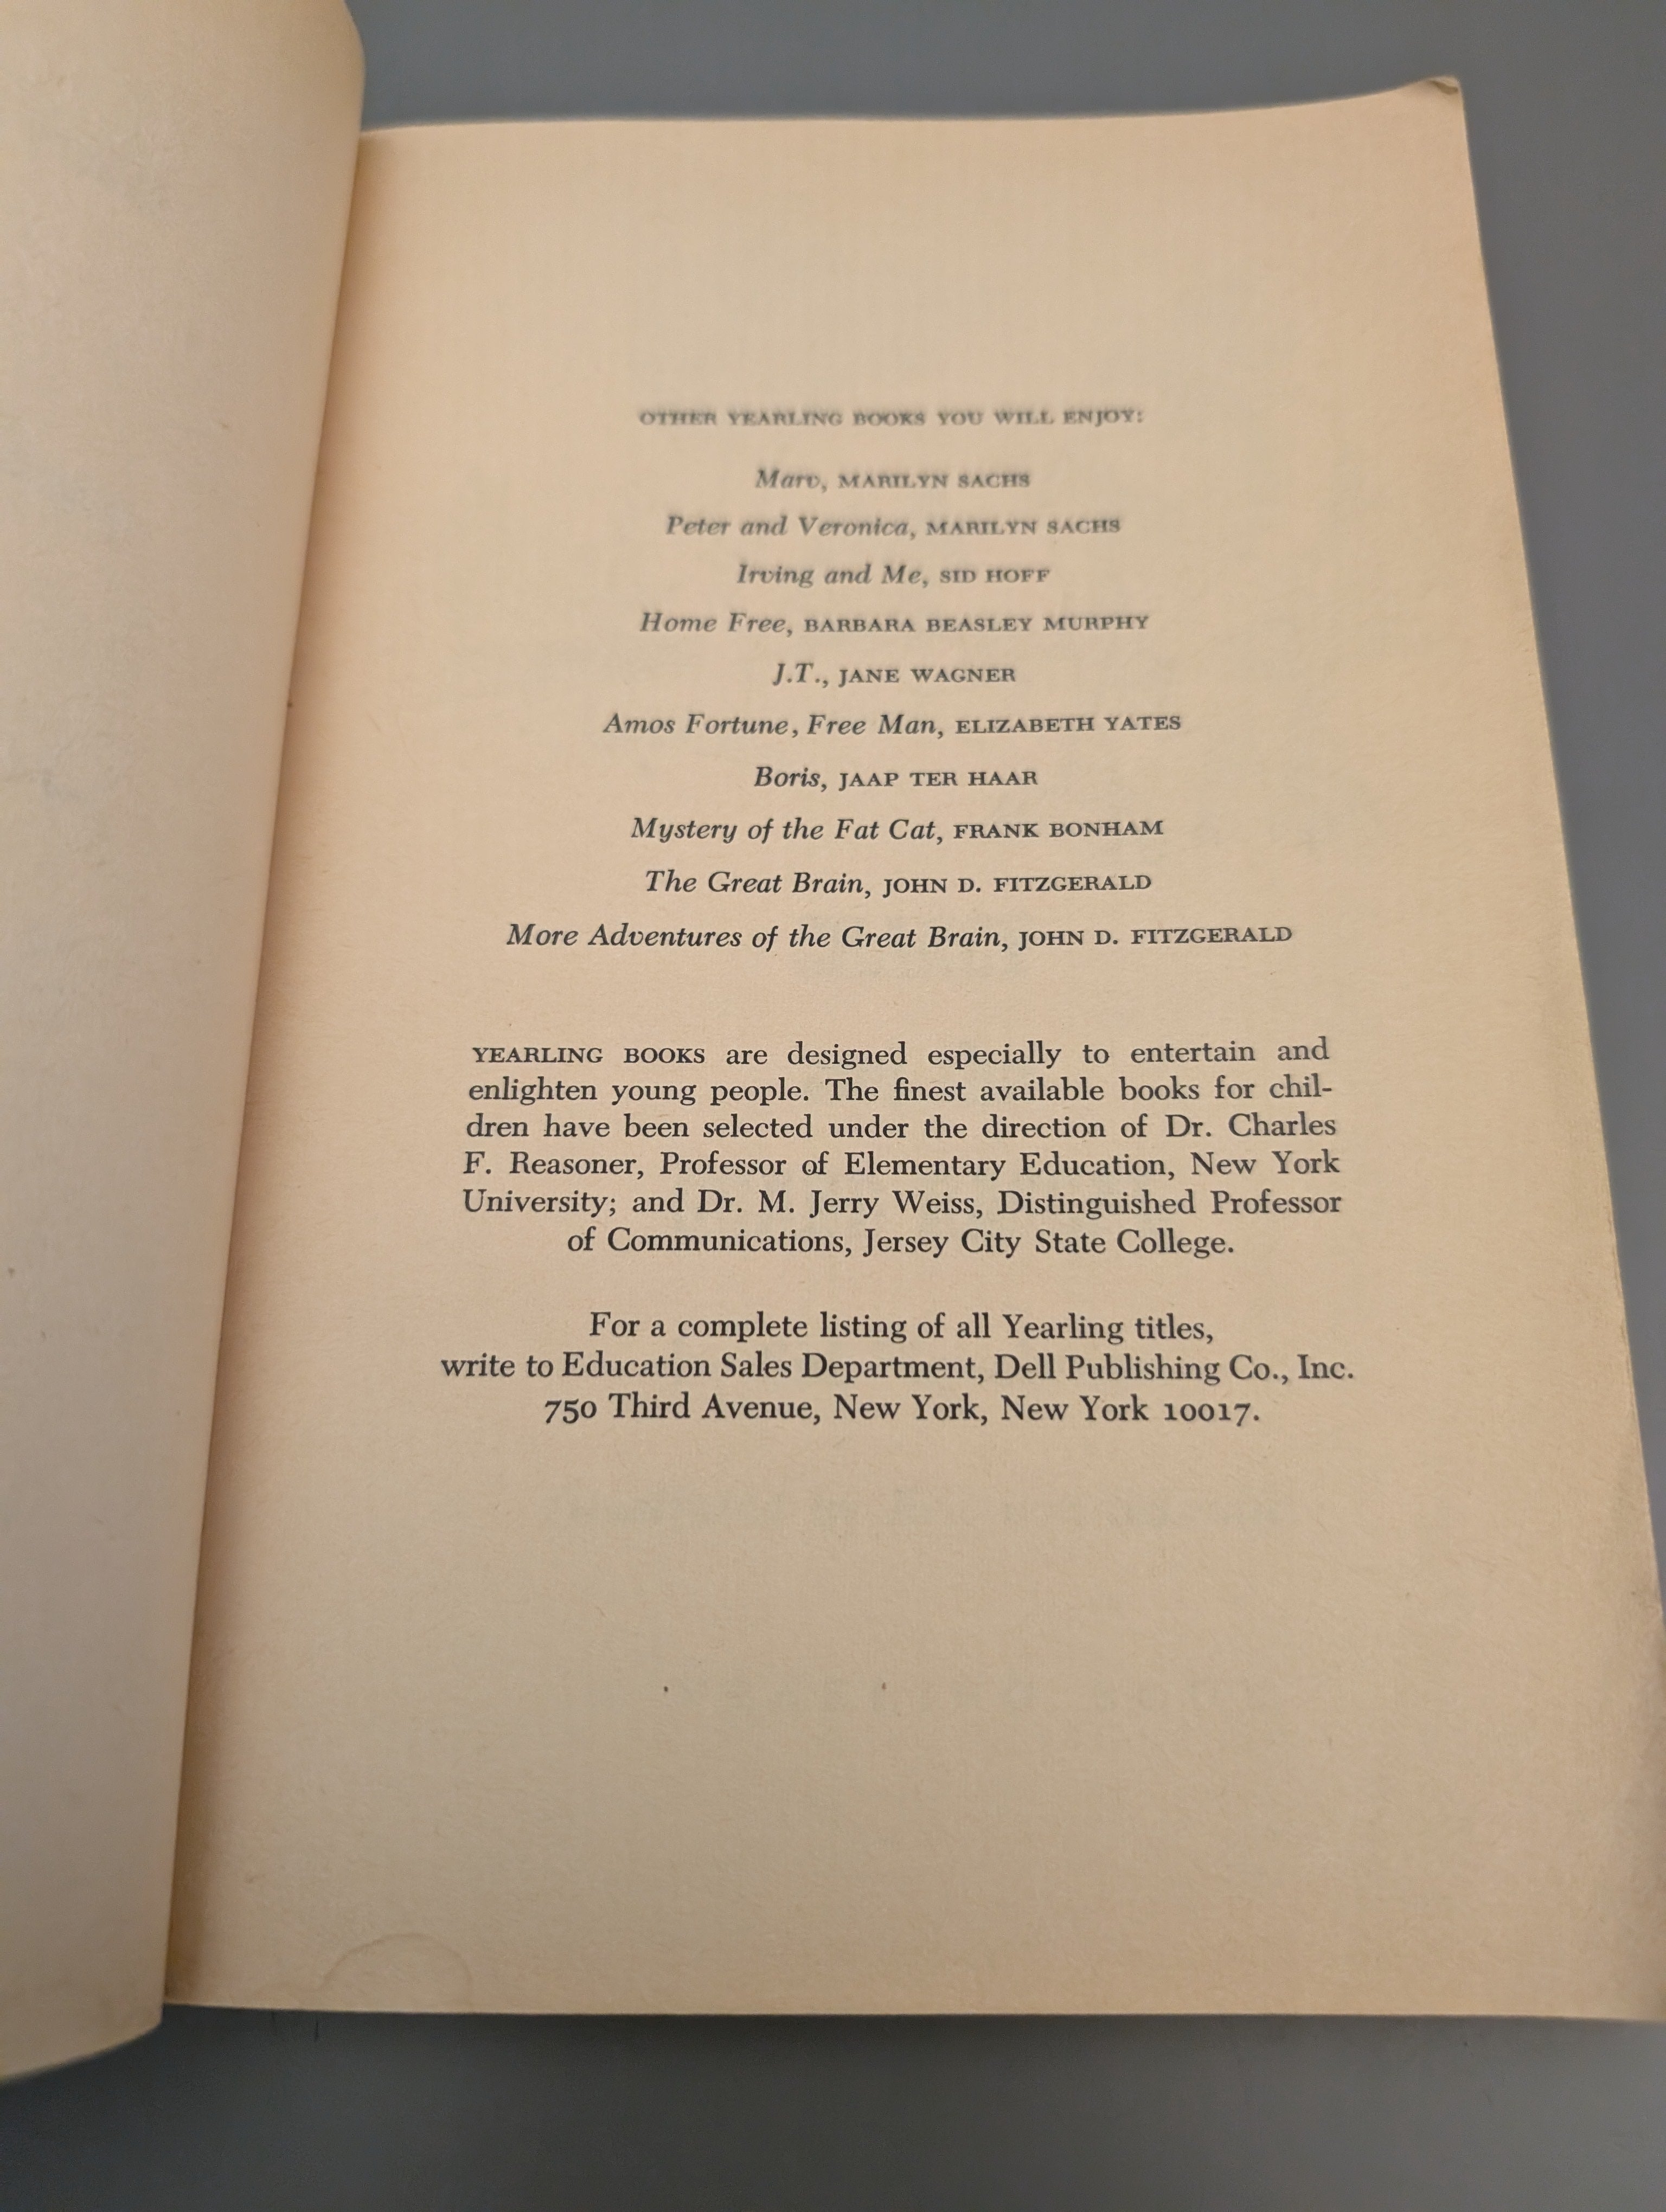 OTHER YEARLING BOOKS YOU WILL ENJOY:
Marv, MARILYN SACHS
Peter and Veronica, MARILYN SACHS
Irving and Me, SID HOFF
Home Free, BARBARA BEASLEY MURPHY
J.T., JANE WAGNER
Amos Fortune, Free Man, ELIZABETH YATES
Boris, JAAP TER HAAR
Mystery of the Fat Cat, FRANK BONHAM
The Great Brain, JOHN D. FITZGERALD
More Adventures of the Great Brain, JOHN D. FITZGERALD
YEARLING BOOKS are designed especially to entertain and
enlighten young people. The finest available books for chil-
dren have been selected under the direction of Dr. Charles
F. Reasoner, Professor of Elementary Education, New York
University; and Dr. M. Jerry Weiss, Distinguished Professor
of Communications, Jersey City State College.
For a complete listing of all Yearling titles,
write to Education Sales Department, Dell Publishing Co., Inc.
750 Third Avenue, New York, New York 10017.